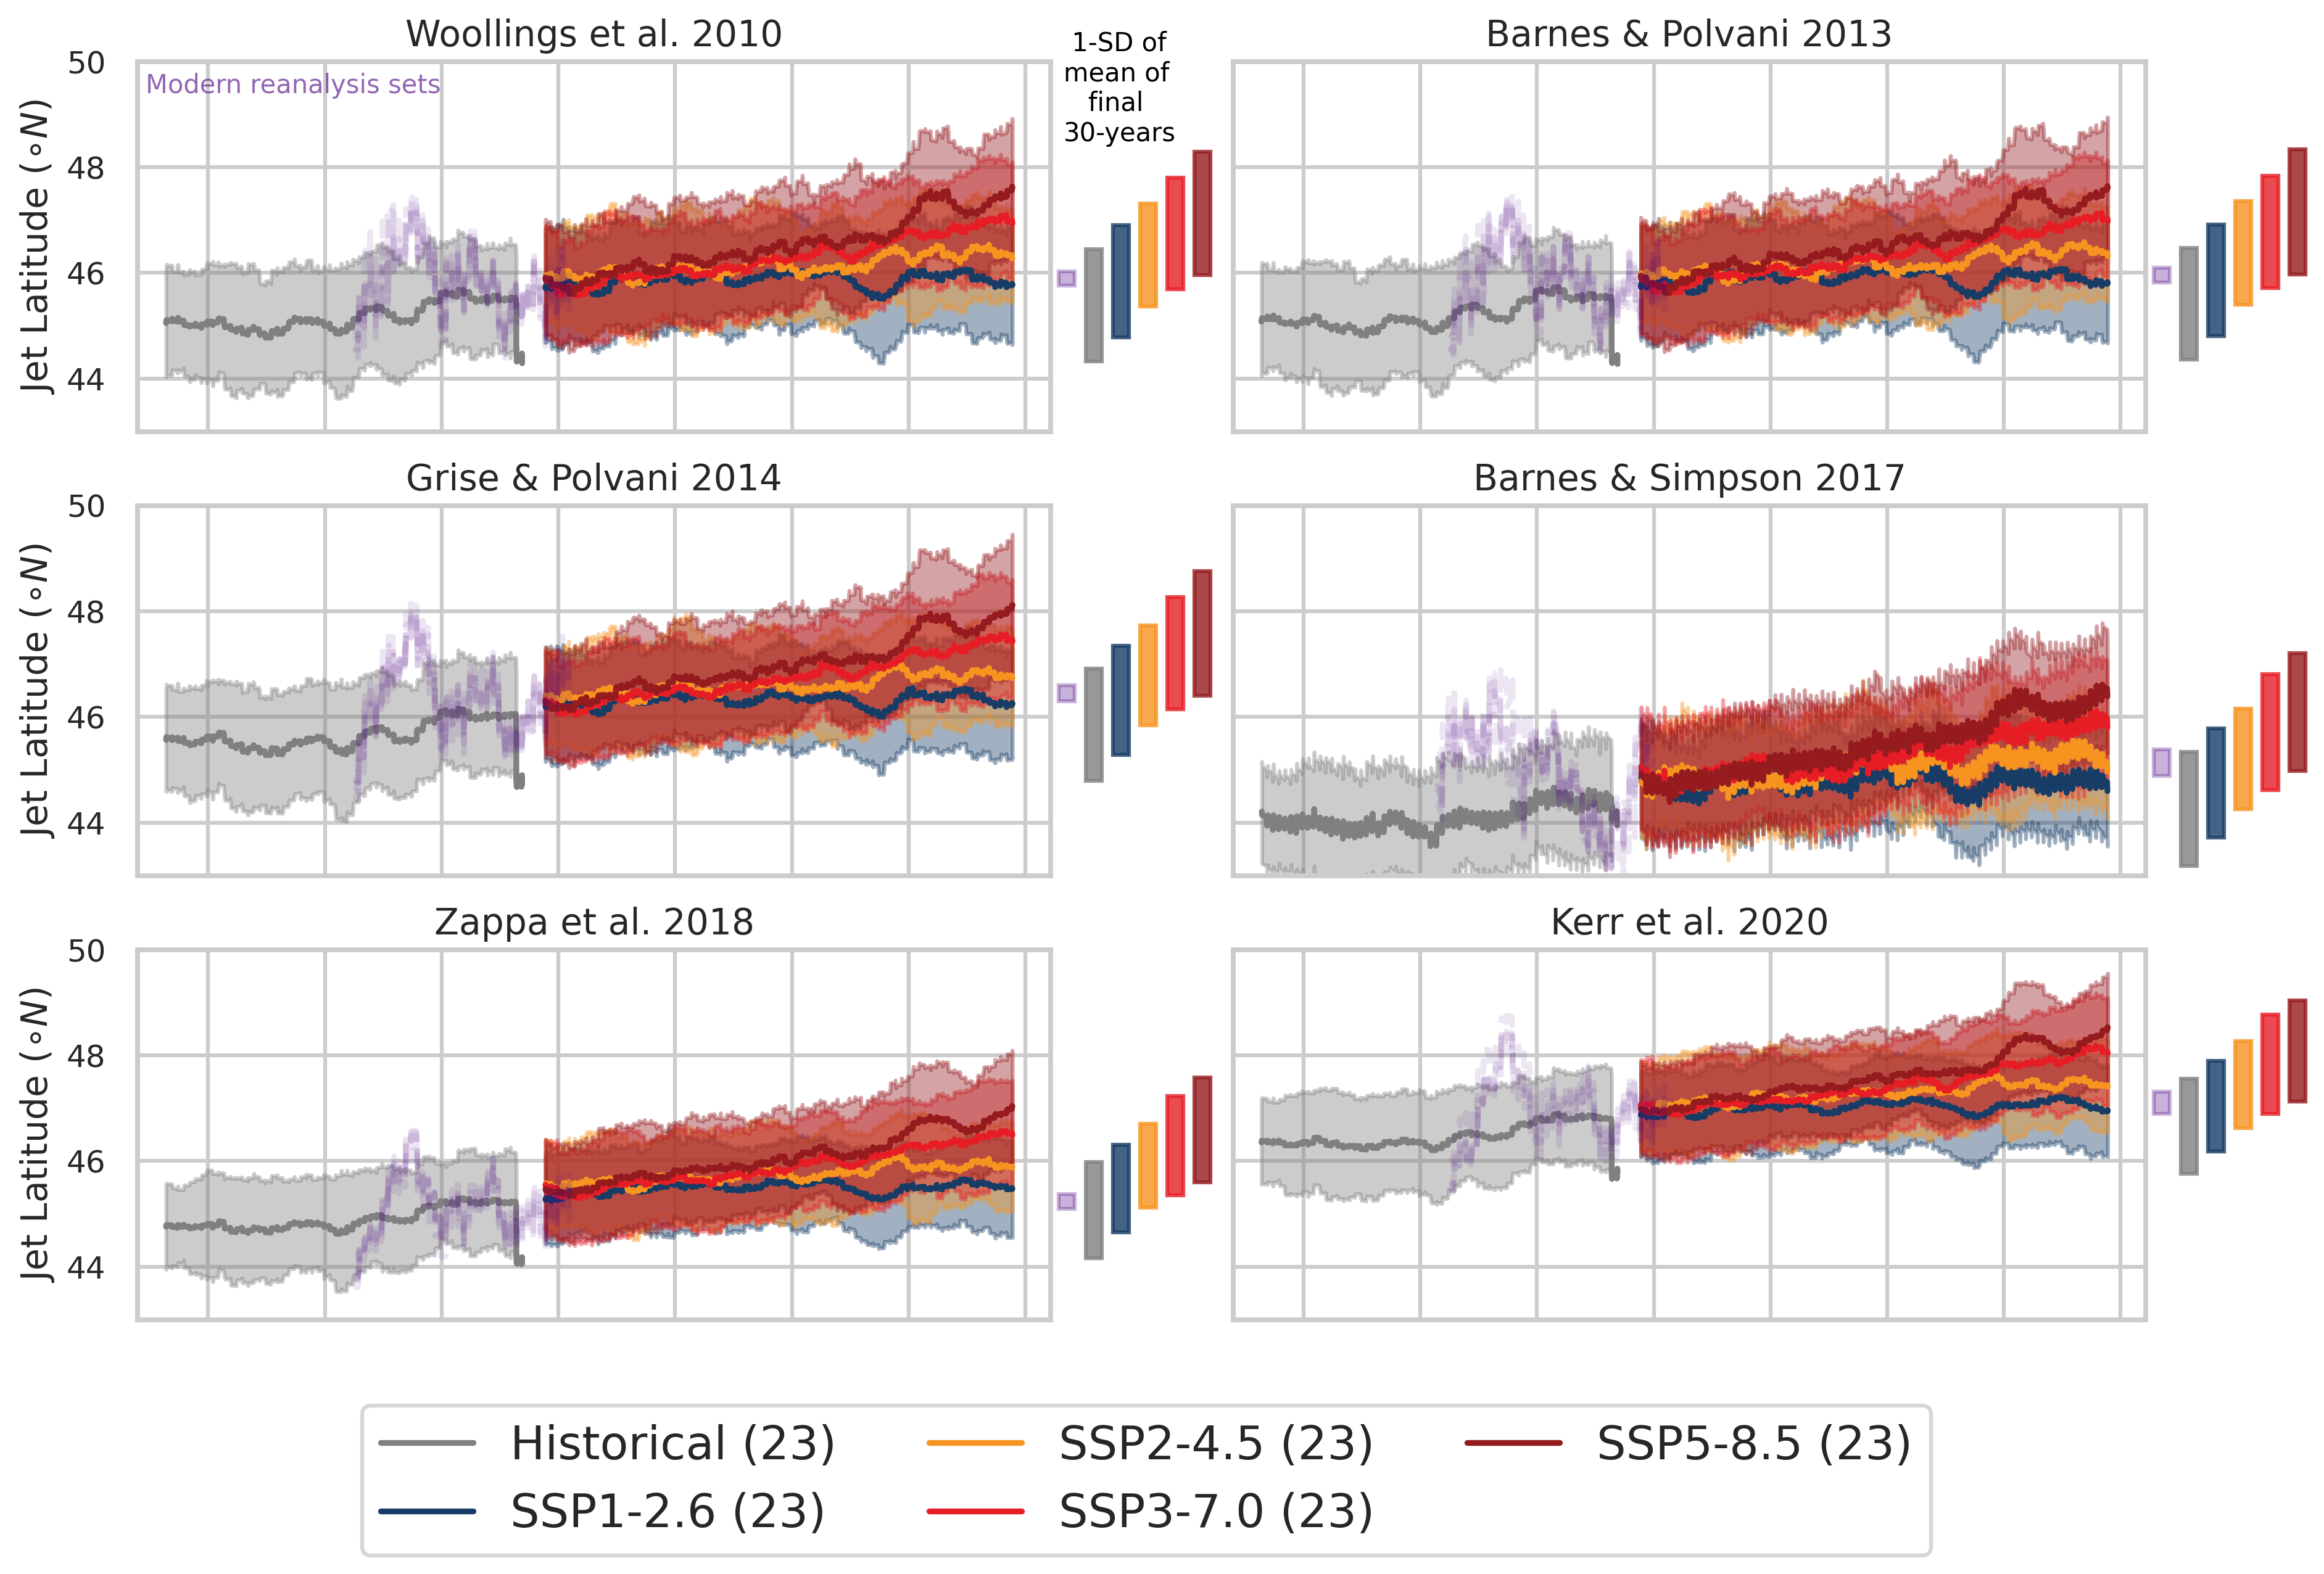 Woollings et al. 2010
Barnes & Polvani 2013
1-SD of
mean of
final
30-years
Modern reanalysis sets
Jet Latitude (∘N)
50
48
46
44
Grise & Polvani 2014
Barnes & Simpson 2017
Jet Latitude (∘N)
50
48
46
44
Zappa et al. 2018
Kerr et al. 2020
Jet Latitude (∘N)
50
48
46
44
Historical (23)
SSP2-4.5 (23)
SSP5-8.5 (23)
SSP1-2.6 (23)
SSP3-7.0 (23)